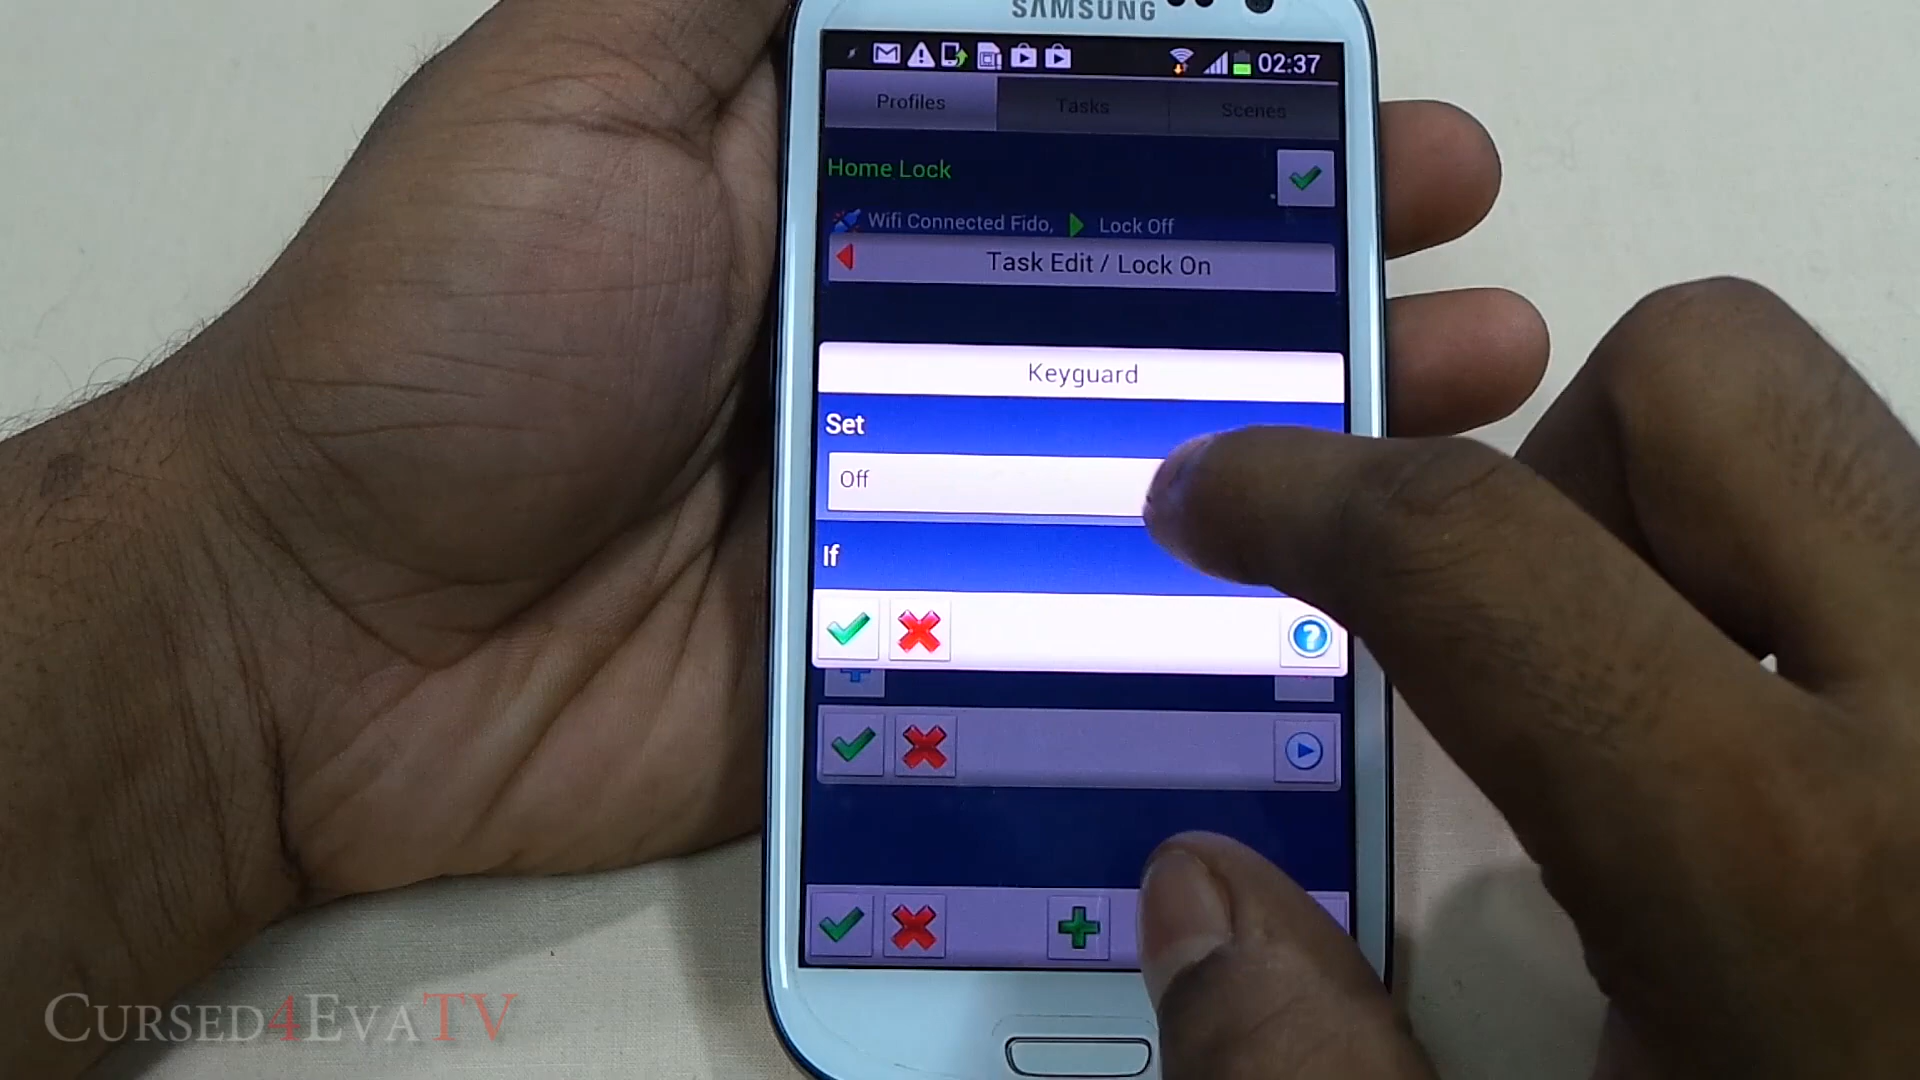 SAMSUNG
02:37
Profiles
Tasks
Scenes
Home Lock
Wifi Connected Fido,
Lock Off
Task Edit / Lock On
Keyguard
Set
Off
If
?
CURSED4EVATV